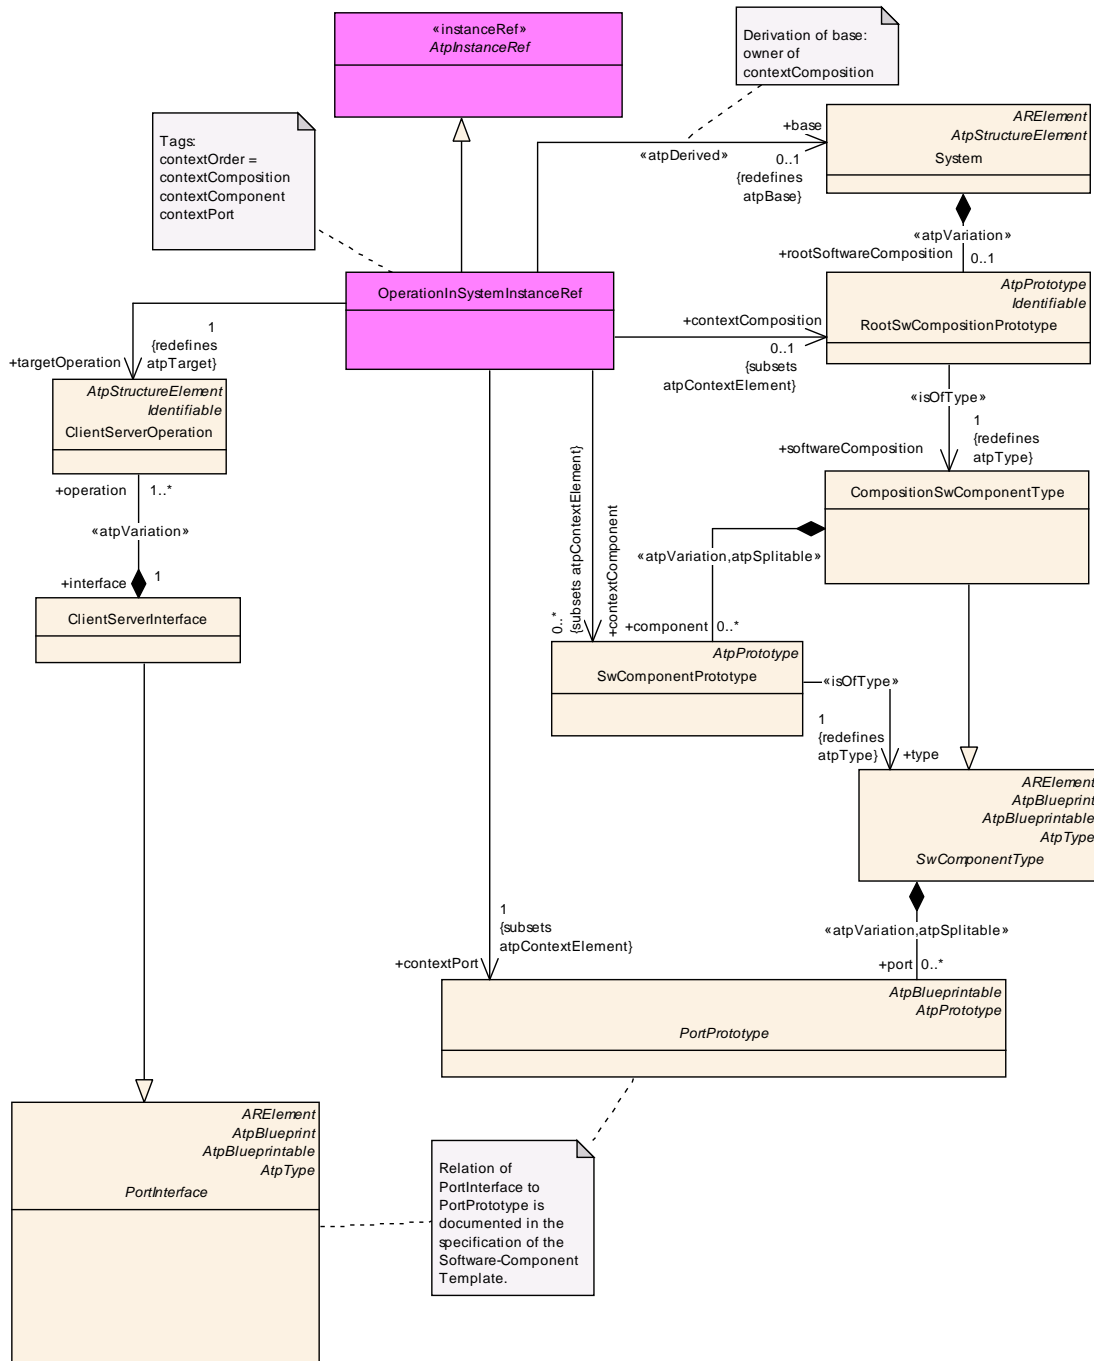 «instanceRef»
AtpInstanceRef
Derivation of base:
owner of
contextComposition
Tags:
contextOrder =
contextComposition
contextComponent
contextPort
+base
«atpDerived»
0..1
{redefines
atpBase}
ARElement
AtpStructureElement
System
«atpVariation»
+rootSoftwareComposition
0..1
OperationInSystemInstanceRef
AtpPrototype
Identifiable
RootSwCompositionPrototype
+contextComposition
0..1
{subsets
atpContextElement}
1
{redefines
atpTarget}
+targetOperation
AtpStructureElement
Identifiable
ClientServerOperation
«isOfType»
1
{redefines
atpType}
+softwareComposition
CompositionSwComponentType
+operation
1..*
«atpVariation»
+interface
1
ClientServerInterface
«atpVariation,atpSplitable»
+component
0..*
0..*
{subsets atpContextElement}
+contextComponent
AtpPrototype
SwComponentPrototype
«isOfType»
1
{redefines
atpType}
+type
ARElement
AtpBlueprint
AtpBlueprintable
AtpType
SwComponentType
«atpVariation,atpSplitable»
+port
0..*
1
{subsets
atpContextElement}
+contextPort
AtpBlueprintable
AtpPrototype
PortPrototype
ARElement
AtpBlueprint
AtpBlueprintable
AtpType
PortInterface
Relation of
PortInterface to
PortPrototype is
documented in the
specification of the
Software-Component
Template.